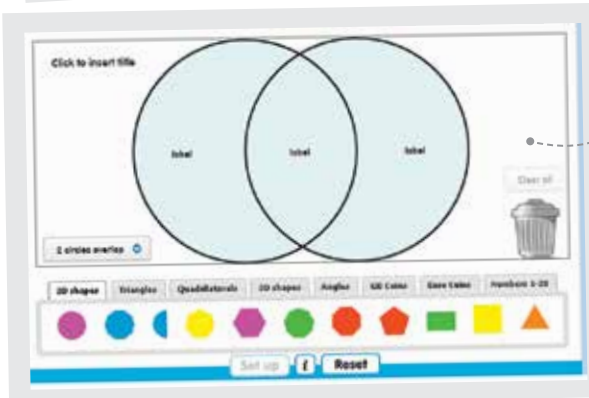 Click to insert title
label label label
Clear all
2 circles overlap
2D shapes Triangles Quadrilaterals 3D shapes Angles UK Coins Euro Coins Numbers 1-20
Set up i Reset